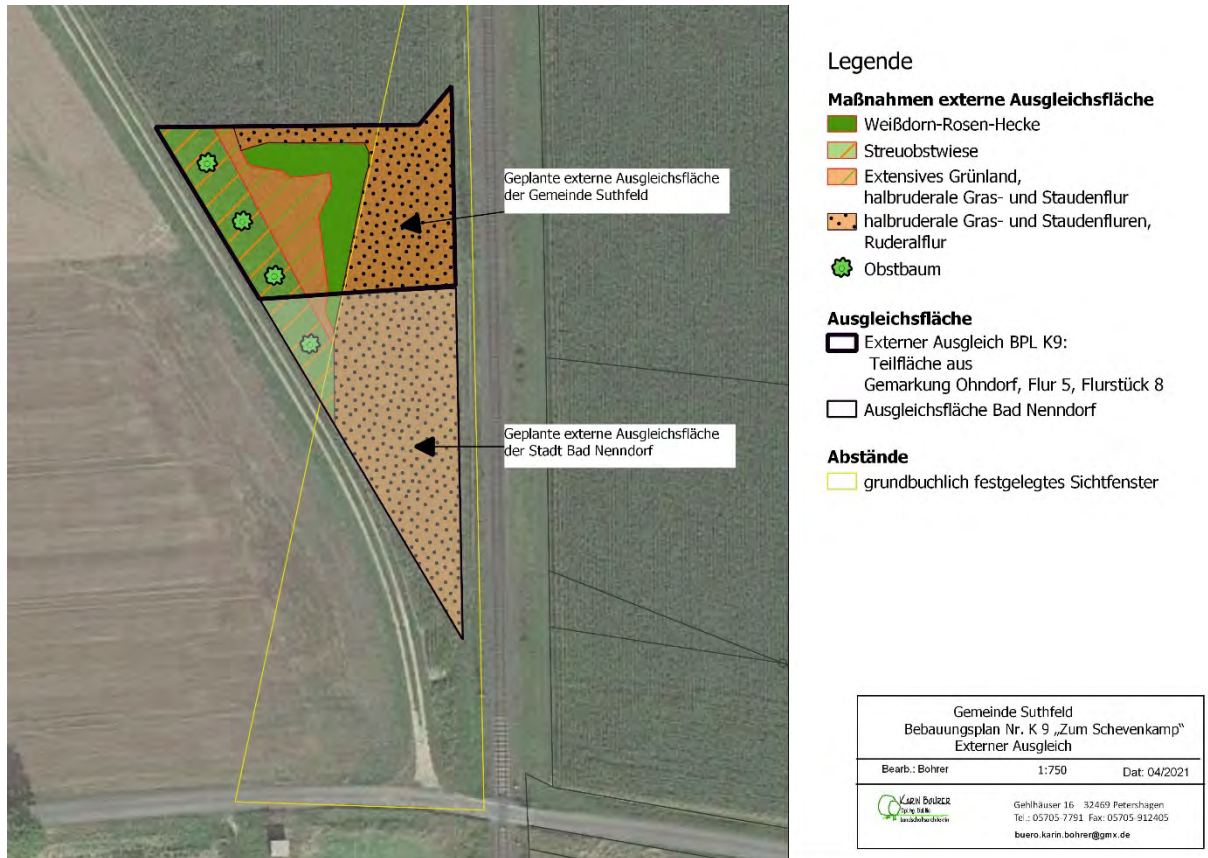 Geplante externe Ausgleichsfläche
der Gemeinde Suthfeld
Geplante externe Ausgleichsfläche
der Stadt Bad Nenndorf
Legende
Maßnahmen externe Ausgleichsfläche
Weißdorn-Rosen-Hecke
Streuobstwiese
Extensives Grünland,
halbruderale Gras- und Staudenflur
halbruderale Gras- und Staudenfluren,
Ruderalflur
Obstbaum
Ausgleichsfläche
Externer Ausgleich BPL K9:
Teilfläche aus
Gemarkung Ohndorf, Flur 5, Flurstück 8
Ausgleichsfläche Bad Nenndorf
Abstände
grundbuchlich festgelegtes Sichtfenster
Gemeinde Suthfeld
Bebauungsplan Nr. K 9 „Zum Schevenkamp“
Externer Ausgleich
Bearb.: Bohrer 1:750 Dat: 04/2021
Karin Bohrer
Landschaftsarchitektin
Gehlhäuser 16 32469 Petershagen
Tel.: 05705-7791 Fax: 05705-912405
buero.karin.bohrer@gmx.de